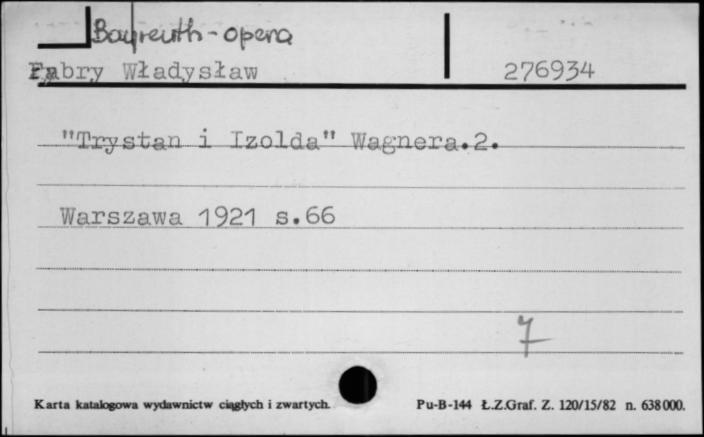 Bayreuth - opera
Fabry Władysław 276934
"Trystan i Izolda" Wagnera.2.
Warszawa 1921 s.66
7
Karta katalogowa wydawnictw ciągłych i zwartych. Pu-B-144 Ł.Z.Graf. Z. 120/15/82 n. 638000.